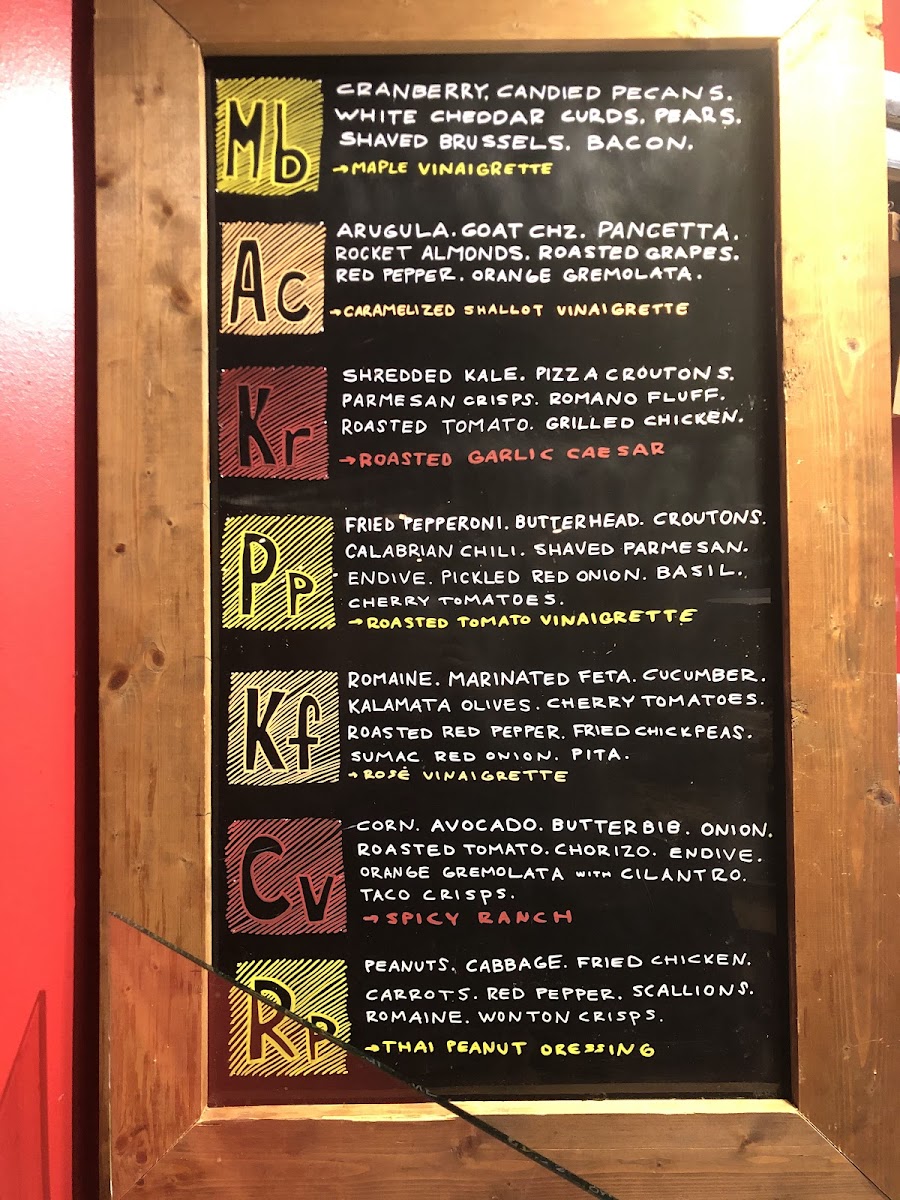 Mb
CRANBERRY. CANDIED PECANS.
WHITE CHEDDAR CURDS. PEARS.
SHAVED BRUSSELS. BACON.
→MAPLE VINAIGRETTE
Ac
ARUGULA. GOAT CHZ. PANCETTA.
ROCKET ALMONDS. ROASTED GRAPES.
RED PEPPER. ORANGE GREMOLATA.
→CARAMELIZED SHALLOT VINAIGRETTE
Kr
SHREDDED KALE. PIZZA CROUTONS.
PARMESAN CRISPS. ROMANO FLUFF.
ROASTED TOMATO. GRILLED CHICKEN.
→ROASTED GARLIC CAESAR
Pp
FRIED PEPPERONI. BUTTERHEAD. CROUTONS.
CALABRIAN CHILI. SHAVED PARMESAN.
ENDIVE. PICKLED RED ONION. BASIL.
CHERRY TOMATOES.
→ROASTED TOMATO VINAIGRETTE
Kf
ROMAINE. MARINATED FETA. CUCUMBER.
KALAMATA OLIVES. CHERRY TOMATOES.
ROASTED RED PEPPER. FRIED CHICKPEAS.
SUMAC RED ONION. PITA.
→ROSÉ VINAIGRETTE
Cv
CORN. AVOCADO. BUTTER BIB. ONION.
ROASTED TOMATO. CHORIZO. ENDIVE.
ORANGE GREMOLATA WITH CILANTRO.
TACO CRISPS.
→SPICY RANCH
Rp
PEANUTS. CABBAGE. FRIED CHICKEN.
CARROTS. RED PEPPER. SCALLIONS.
ROMAINE. WONTON CRISPS.
→THAI PEANUT DRESSING